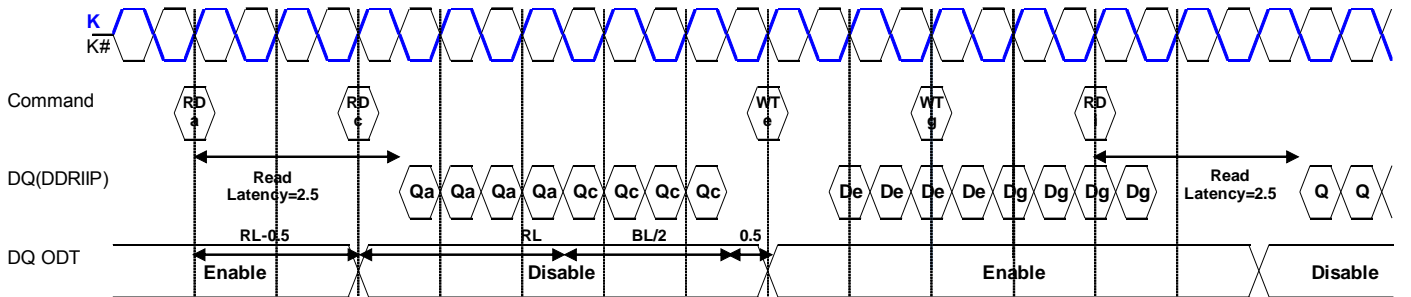 K
K#
Command
RD a
RD c
WT e
WT g
RD
DQ(DDRIIP)
Read
Latency=2.5
Qa Qa Qa Qa Qc Qc Qc Qc
De De De De Dg Dg Dg Dg
Read
Latency=2.5
Q Q
DQ ODT
RL-0.5
RL
BL/2
0.5
Enable
Disable
Enable
Disable